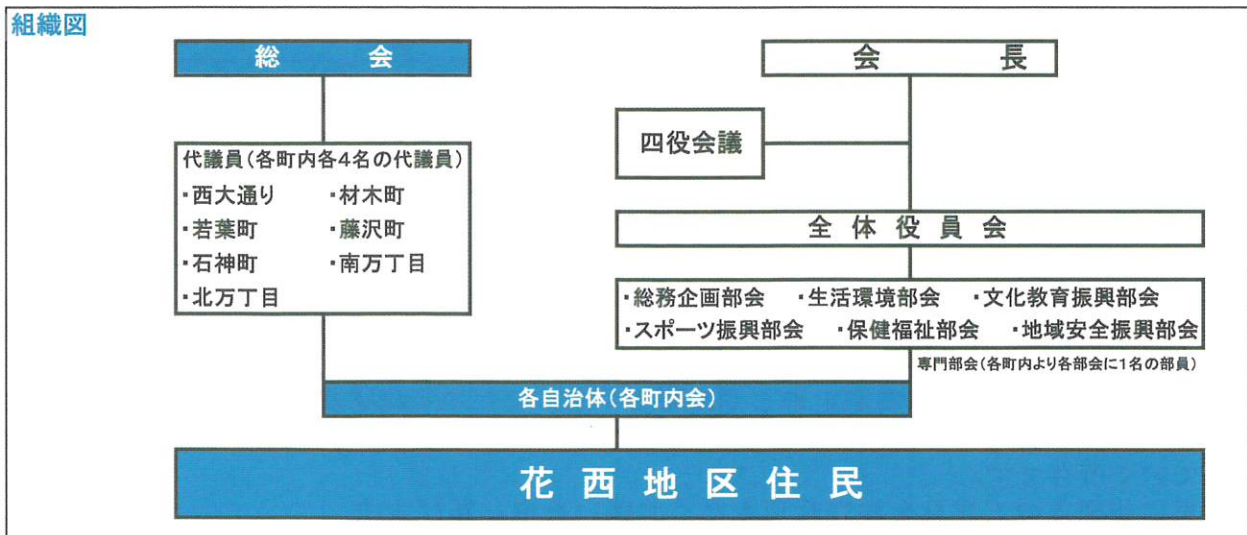 組織図
総会
会長
四役会議
代議員(各町内各4名の代議員)
・西大通り ・材木町
・若葉町 ・藤沢町
・石神町 ・南万丁目
・北万丁目
全体役員会
・総務企画部会 ・生活環境部会 ・文化教育振興部会
・スポーツ振興部会 ・保健福祉部会 ・地域安全振興部会
専門部会(各町内より各部会に1名の部員)
各自治体(各町内会)
花西地区住民